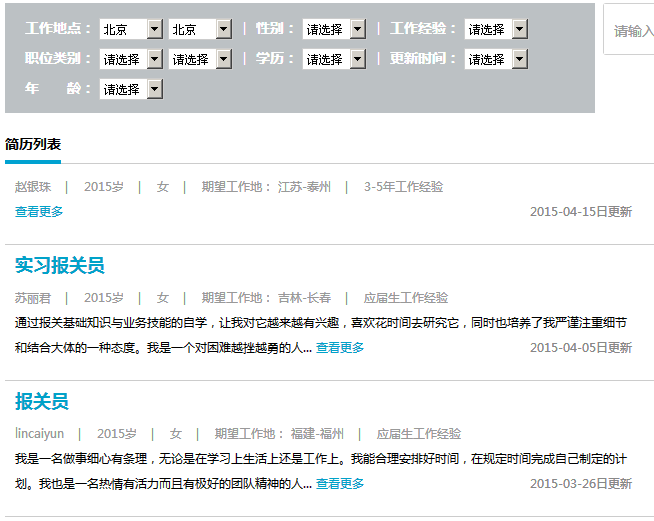 工作地点： 北京 北京 | 性别： 请选择 | 工作经验： 请选择
请输入
职位类别： 请选择 请选择 | 学历： 请选择 | 更新时间： 请选择
年 龄： 请选择
简历列表
赵银珠 | 2015岁 | 女 | 期望工作地： 江苏-泰州 | 3-5年工作经验
查看更多 2015-04-15日更新
实习报关员
苏丽君 | 2015岁 | 女 | 期望工作地： 吉林-长春 | 应届生工作经验
通过报关基础知识与业务技能的自学，让我对它越来越有兴趣，喜欢花时间去研究它，同时也培养了我严谨注重细节
和结合大体的一种态度。我是一个对困难越挫越勇的人... 查看更多 2015-04-05日更新
报关员
lincaiyun | 2015岁 | 女 | 期望工作地： 福建-福州 | 应届生工作经验
我是一名做事细心有条理，无论是在学习上生活上还是工作上。我能合理安排好时间，在规定时间完成自己制定的计
划。我也是一名热情有活力而且有极好的团队精神的人... 查看更多 2015-03-26日更新